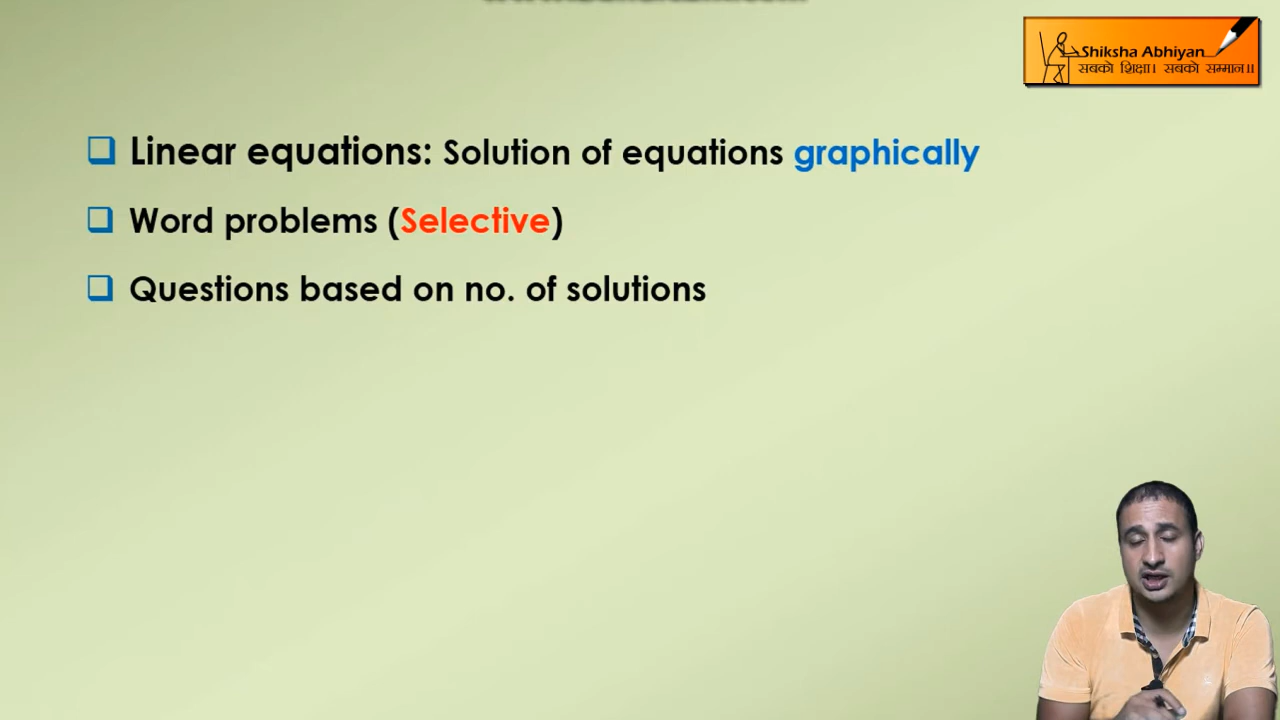 Shiksha Abhiyan
सबको शिक्षा। सबको सम्मान॥
Linear equations: Solution of equations graphically
Word problems (Selective)
Questions based on no. of solutions